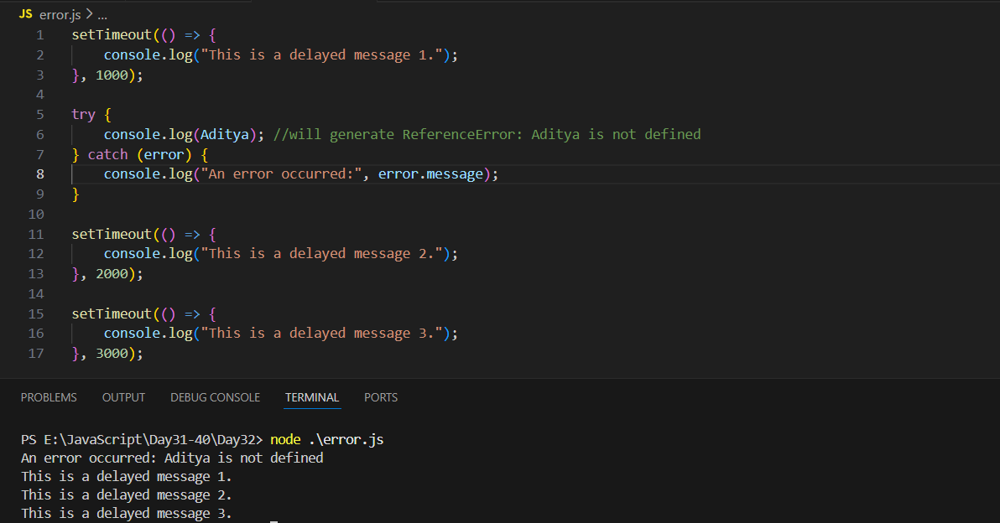 JS error.js > ...
1 setTimeout(() => {
2 console.log("This is a delayed message 1.");
3 }, 1000);
4
5 try {
6 console.log(Aditya); //will generate ReferenceError: Aditya is not defined
7 } catch (error) {
8 console.log("An error occurred:", error.message);
9 }
10
11 setTimeout(() => {
12 console.log("This is a delayed message 2.");
13 }, 2000);
14
15 setTimeout(() => {
16 console.log("This is a delayed message 3.");
17 }, 3000);
PROBLEMS OUTPUT DEBUG CONSOLE TERMINAL PORTS
PS E:\JavaScript\Day31-40\Day32> node .\error.js
An error occurred: Aditya is not defined
This is a delayed message 1.
This is a delayed message 2.
This is a delayed message 3.